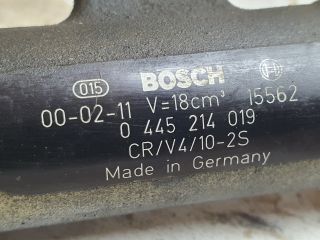 015 BOSCH
00-02-11 V=18cm³ 15562
0 445 214 019
CR/V4/10-2S
Made in Germany